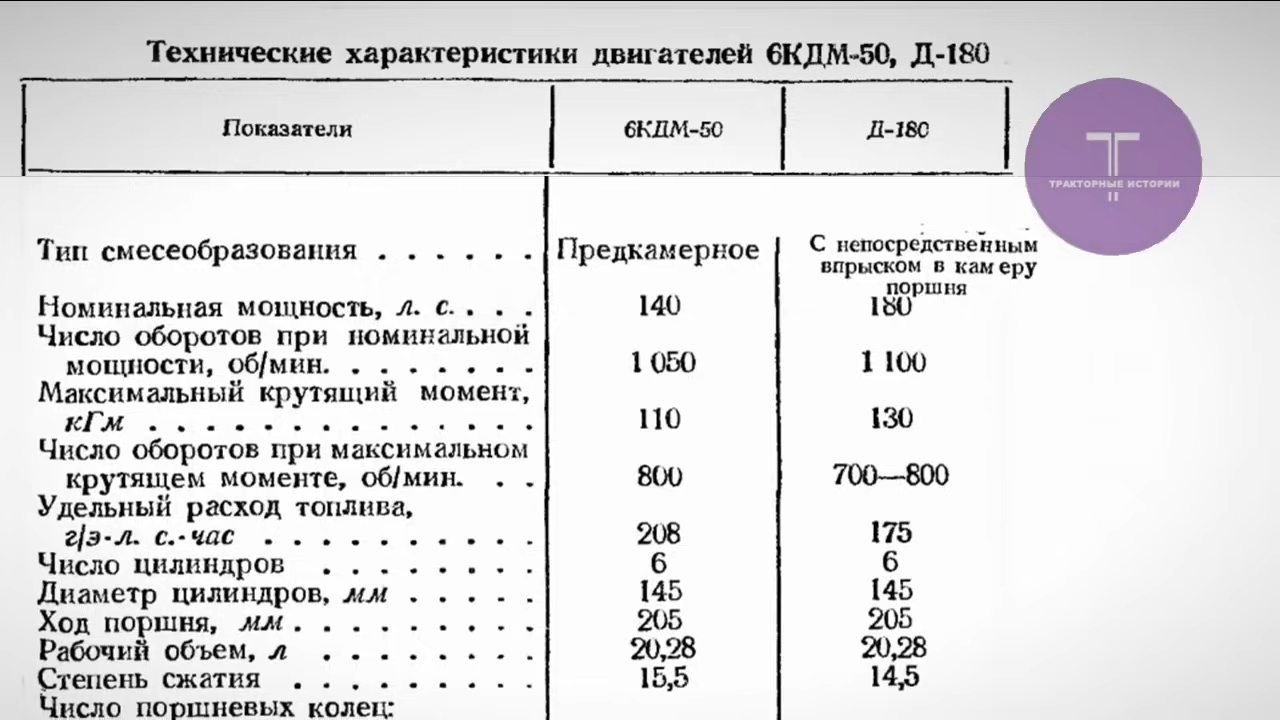 Технические характеристики двигателей 6КДМ-50, Д-180
Показатели 6КДМ-50 Д-180
ТРАКТОРНЫЕ ИСТОРИИ
Тип смесеобразования . . . . . . Предкамерное С непосредственным
впрыском в камеру
поршня
Номинальная мощность, л. с. . . . 140 180
Число оборотов при номинальной
мощности, об/мин. . . . . . . . 1 050 1 100
Максимальный крутящий момент,
кГм . . . . . . . . . . . . . . 110 130
Число оборотов при максимальном
крутящем моменте, об/мин. . . 800 700—800
Удельный расход топлива,
г/э-л. с.·час . . . . . . . . . . 208 175
Число цилиндров . . . . . . . . 6 6
Диаметр цилиндров, мм . . . . . 145 145
Ход поршня, мм . . . . . . . . . 205 205
Рабочий объем, л . . . . . . . . 20,28 20,28
Степень сжатия . . . . . . . . . 15,5 14,5
Число поршневых колец: